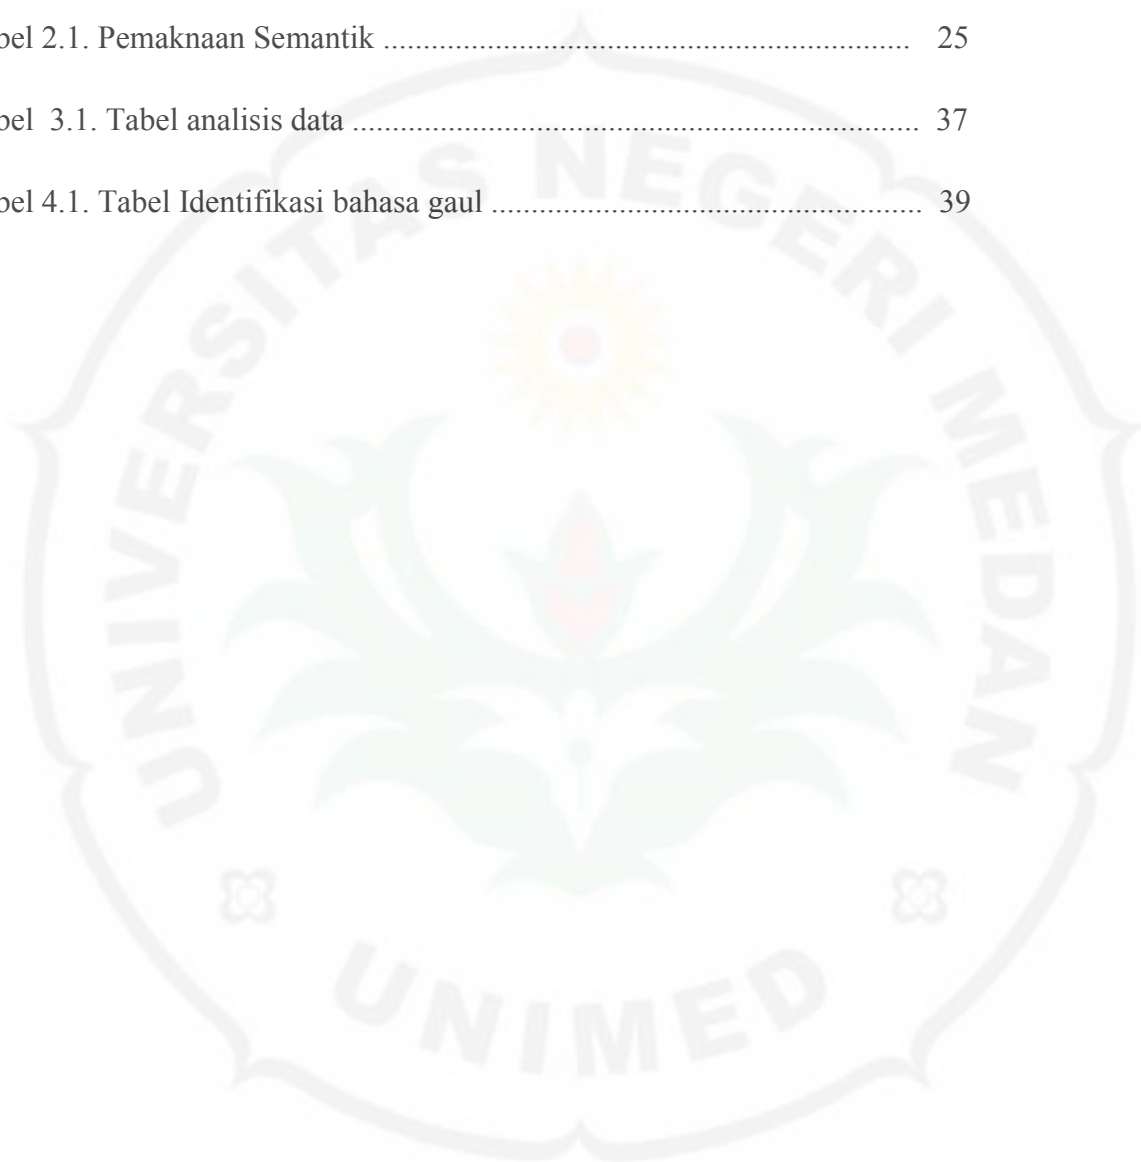 bel 2.1. Pemaknaan Semantik .................................................................. 25
bel 3.1. Tabel analisis data ....................................................................... 37
bel 4.1. Tabel Identifikasi bahasa gaul ...................................................... 39
UNIVERSITAS NEGERI MEDAN
UNIMED